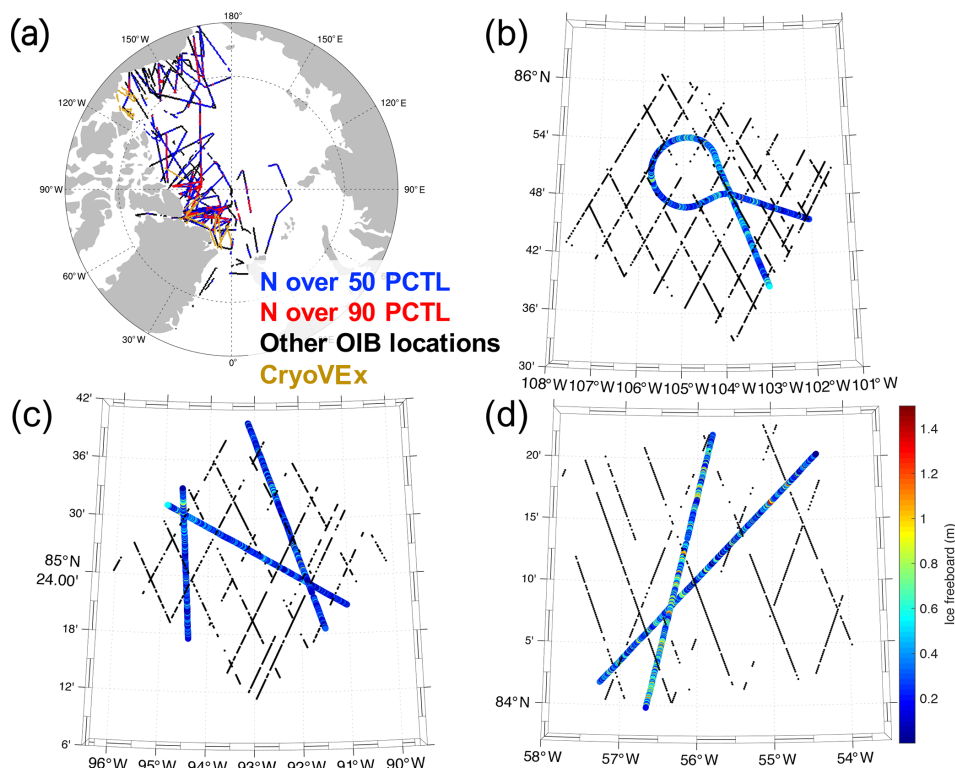 (a)
180°
150° W
150° E
120° W
120° E
90° W
90° E
60° W
30° W
0°
N over 50 PCTL
N over 90 PCTL
Other OIB locations
CryoVEx
(b)
86°N
54'
48'
42'
36'
30'
108°W 107°W 106°W 105°W 104°W 103°W 102°W 101°W
(c)
42'
36'
30'
85°N
24.00'
18'
12'
6'
96°W 95°W 94°W 93°W 92°W 91°W 90°W
(d)
20'
15'
10'
5'
84°N
58°W 57°W 56°W 55°W 54°W
1.4
1.2
1
0.8
0.6
0.4
0.2
Ice freeboard (m)